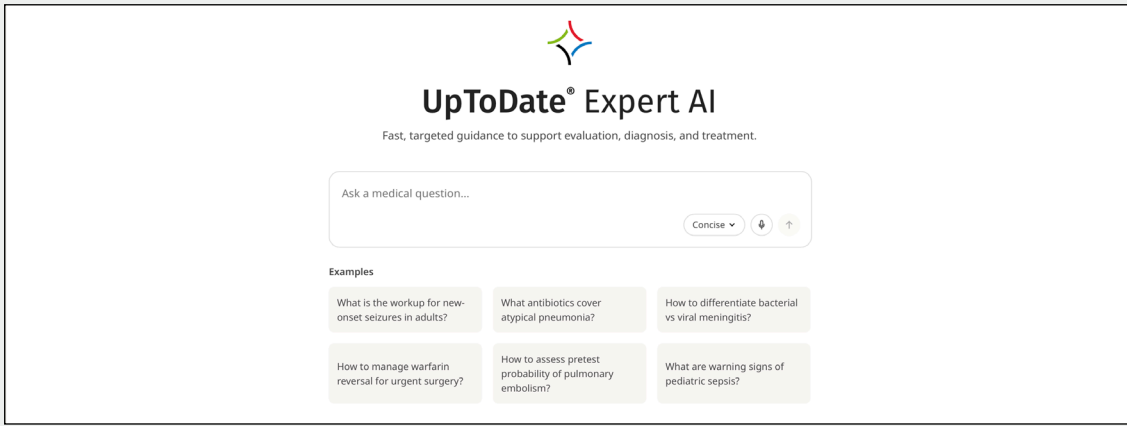 UpToDate® Expert AI
Fast, targeted guidance to support evaluation, diagnosis, and treatment.
Ask a medical question...
Concise
Examples
What is the workup for new-
onset seizures in adults?
What antibiotics cover
atypical pneumonia?
How to differentiate bacterial
vs viral meningitis?
How to manage warfarin
reversal for urgent surgery?
How to assess pretest
probability of pulmonary
embolism?
What are warning signs of
pediatric sepsis?